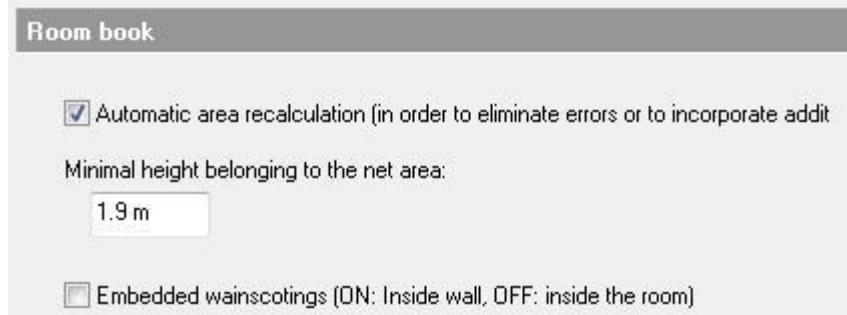 Room book
Automatic area recalculation (in order to eliminate errors or to incorporate addit
Minimal height belonging to the net area:
1.9 m
Embedded wainscotings (ON: Inside wall, OFF: inside the room)